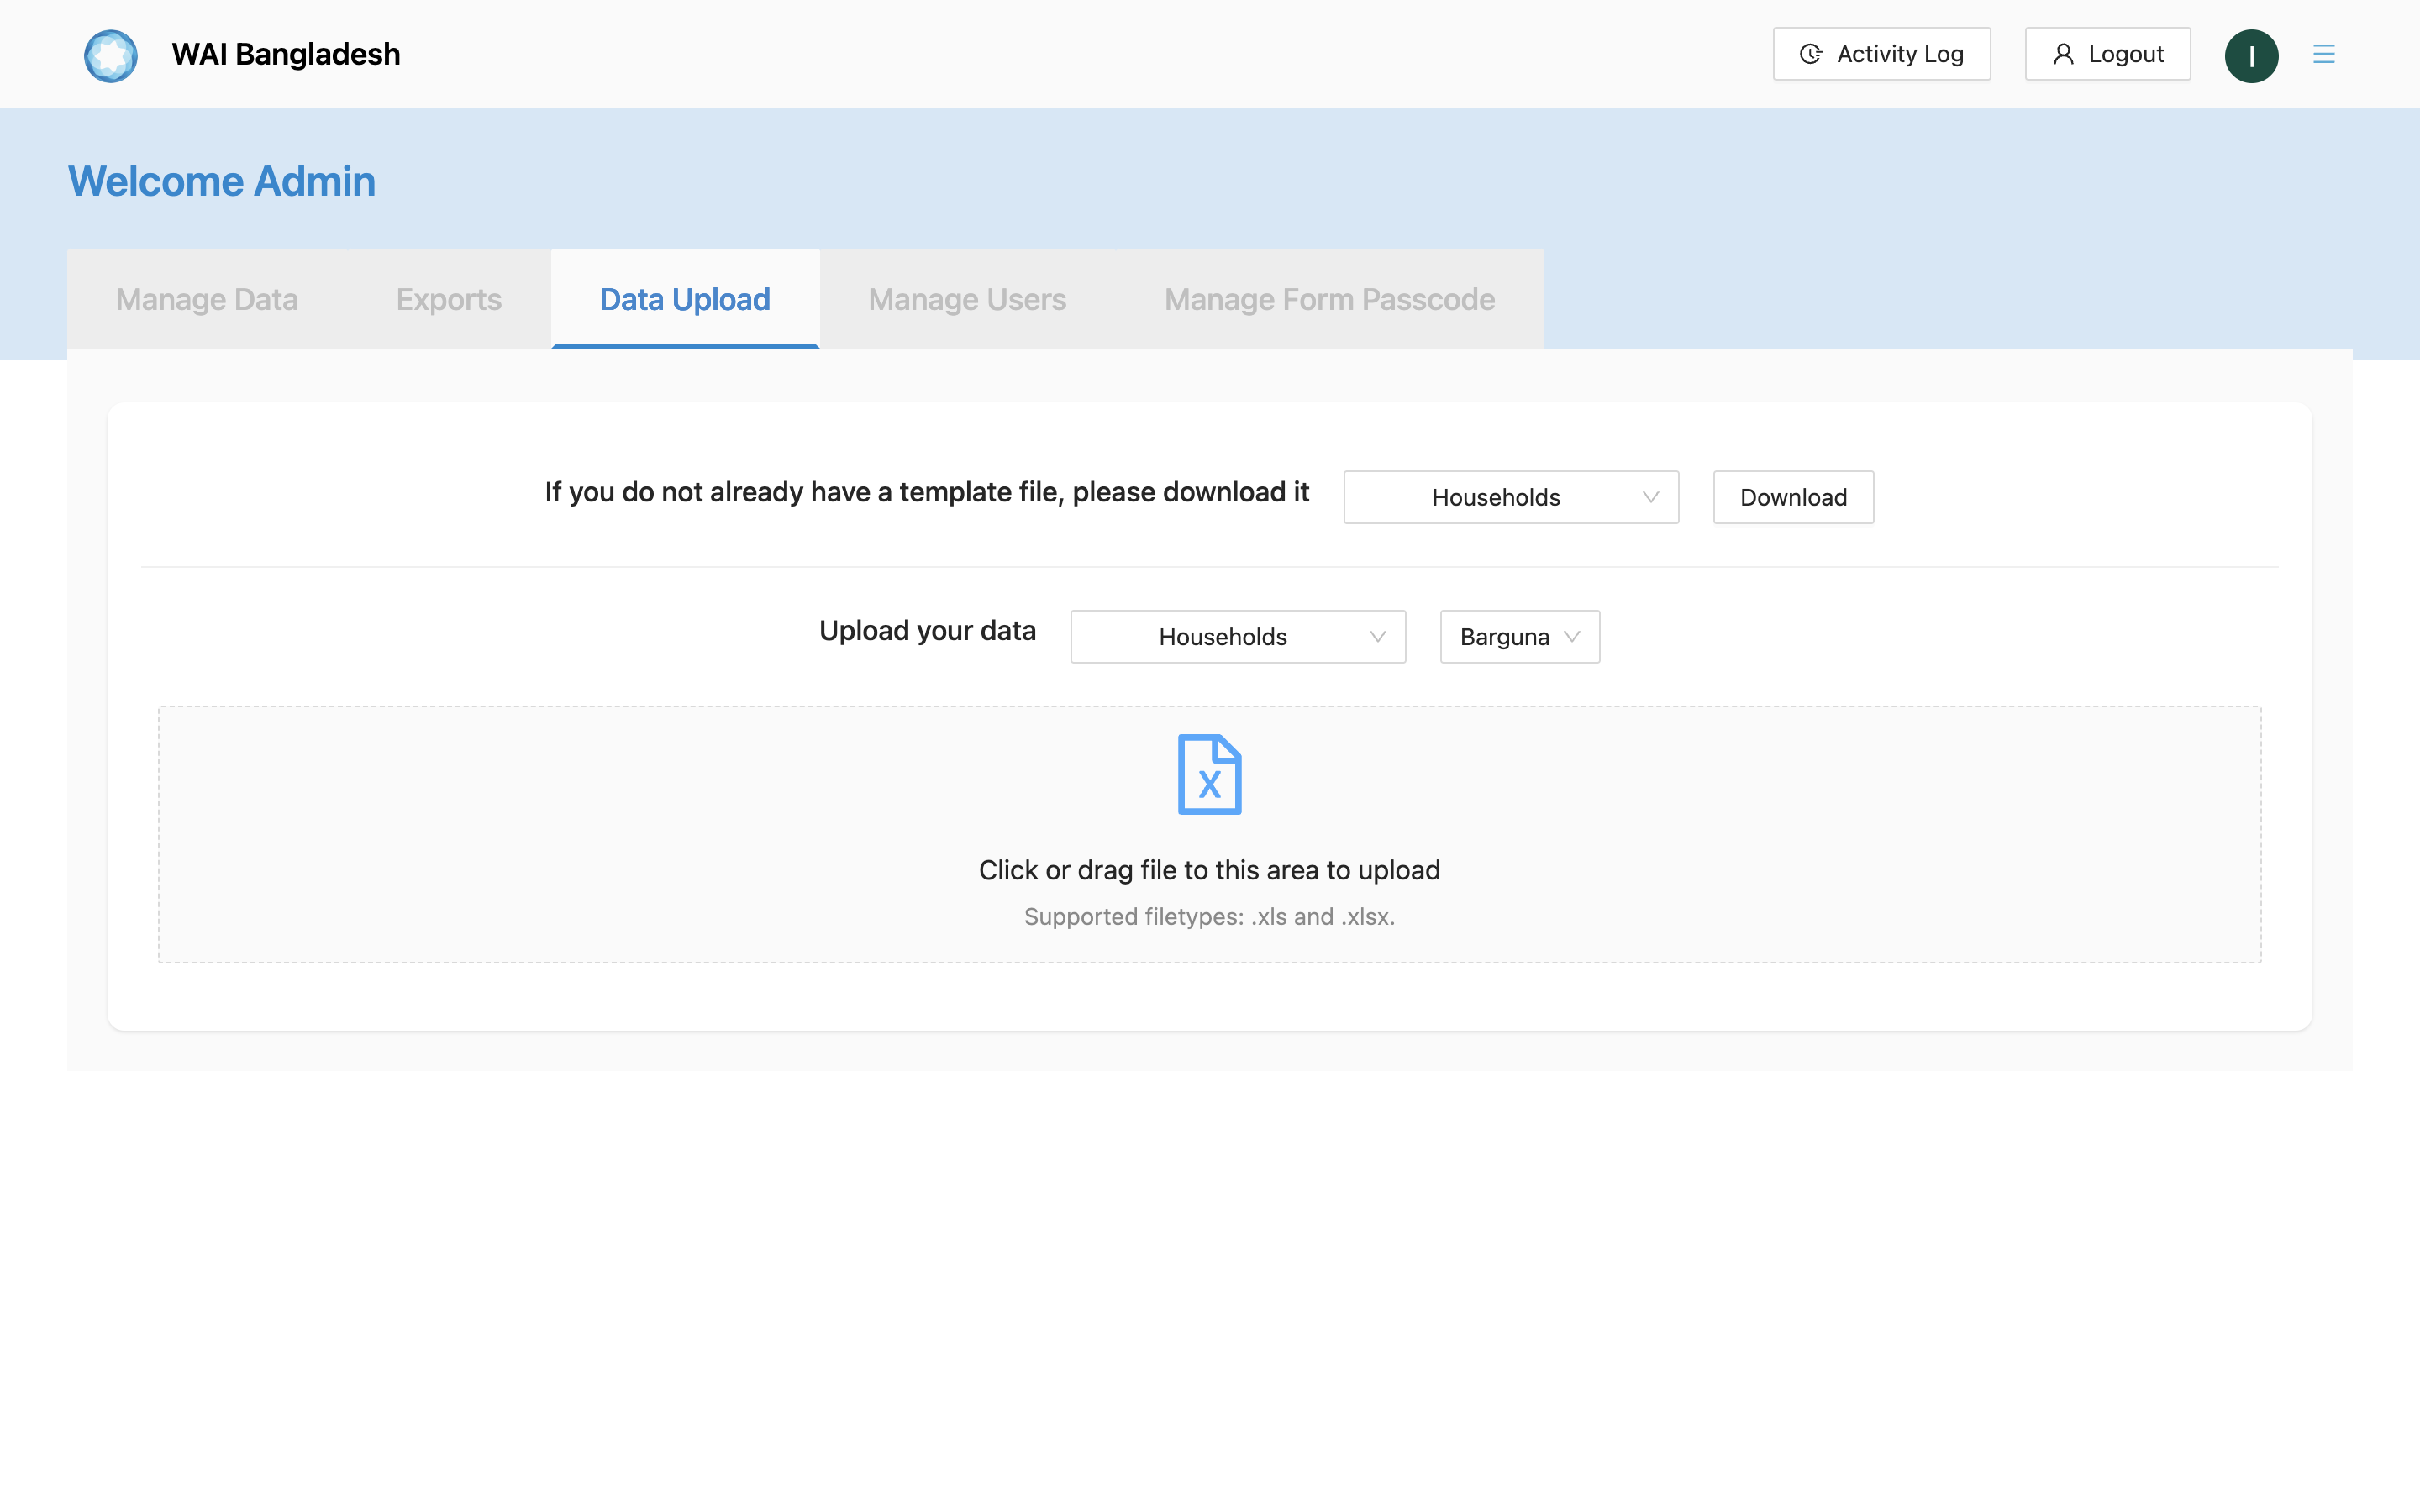 WAI Bangladesh
Activity Log
Logout
I
Welcome Admin
Manage Data
Exports
Data Upload
Manage Users
Manage Form Passcode
If you do not already have a template file, please download it
Households
Download
Upload your data
Households
Barguna
X
Click or drag file to this area to upload
Supported filetypes: .xls and .xlsx.